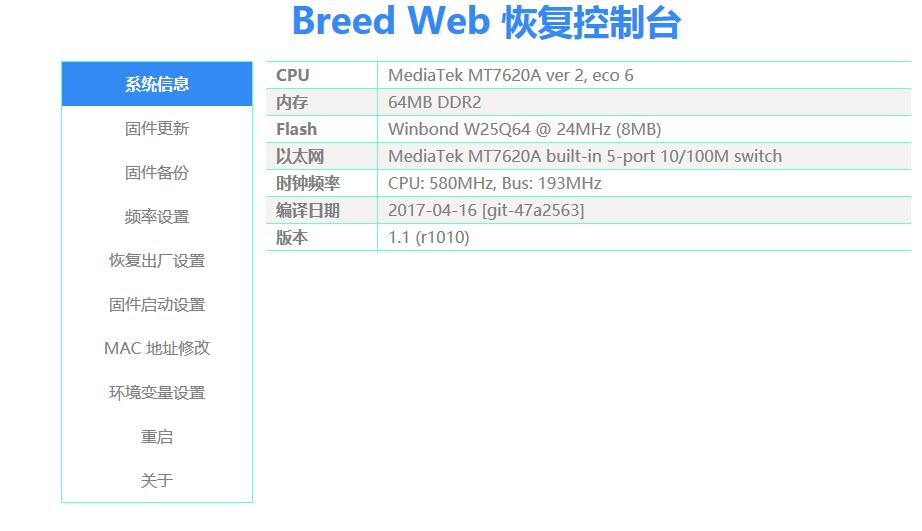 Breed Web 恢复控制台
系统信息
固件更新
固件备份
频率设置
恢复出厂设置
固件启动设置
MAC 地址修改
环境变量设置
重启
关于
CPU MediaTek MT7620A ver 2, eco 6
内存 64MB DDR2
Flash Winbond W25Q64 @ 24MHz (8MB)
以太网 MediaTek MT7620A built-in 5-port 10/100M switch
时钟频率 CPU: 580MHz, Bus: 193MHz
编译日期 2017-04-16 [git-47a2563]
版本 1.1 (r1010)